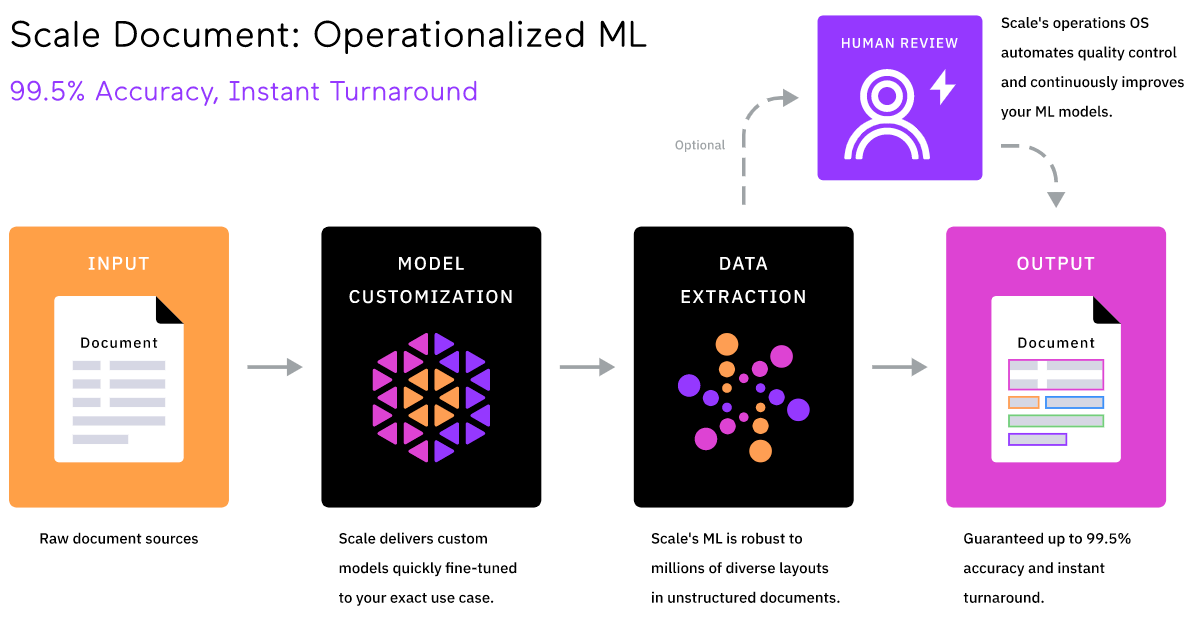 Scale Document: Operationalized ML
99.5% Accuracy, Instant Turnaround
HUMAN REVIEW
Scale's operations OS
automates quality control
and continuously improves
your ML models.
Optional
INPUT
Document
Raw document sources
MODEL
CUSTOMIZATION
Scale delivers custom
models quickly fine-tuned
to your exact use case.
DATA
EXTRACTION
Scale's ML is robust to
millions of diverse layouts
in unstructured documents.
OUTPUT
Document
Guaranteed up to 99.5%
accuracy and instant
turnaround.